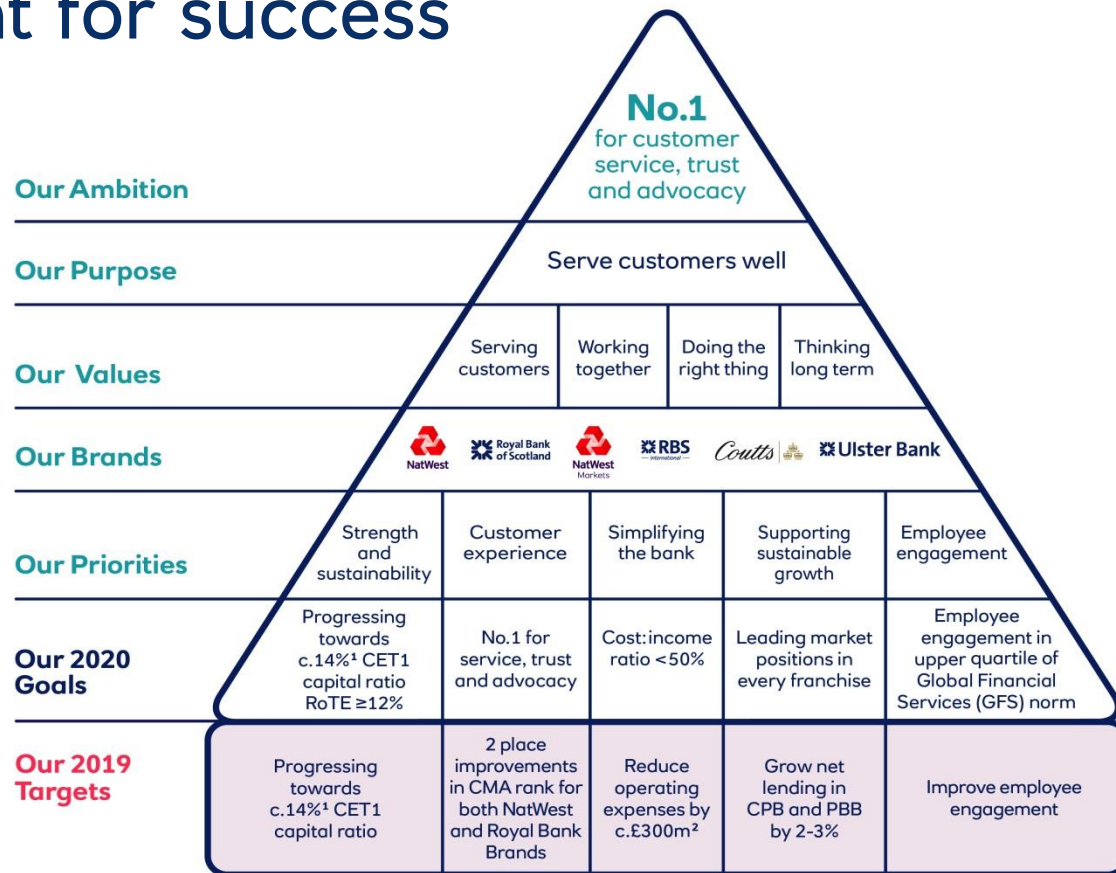 nt for success
No.1
for customer
service, trust
and advocacy
Our Ambition
Our Purpose
Serve customers well
Our Values
Serving
customers
Working
together
Doing the
right thing
Thinking
long term
Our Brands
NatWest
Royal Bank
of Scotland
NatWest
Markets
RBS
International
Coutts
Ulster Bank
Our Priorities
Strength
and
sustainability
Customer
experience
Simplifying
the bank
Supporting
sustainable
growth
Employee
engagement
Our 2020
Goals
Progressing
towards
c.14%¹ CET1
capital ratio
RoTE ≥12%
No.1 for
service, trust
and advocacy
Cost:income
ratio <50%
Leading market
positions in
every franchise
Employee
engagement in
upper quartile of
Global Financial
Services (GFS) norm
Our 2019
Targets
Progressing
towards
c.14%¹ CET1
capital ratio
2 place
improvements
in CMA rank for
both NatWest
and Royal Bank
Brands
Reduce
operating
expenses by
c.£300m²
Grow net
lending in
CPB and PBB
by 2-3%
Improve employee
engagement